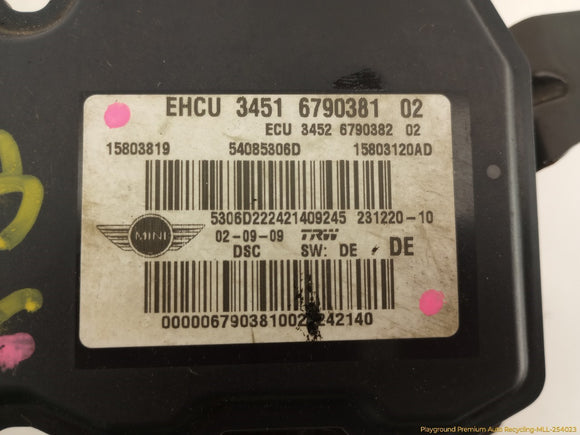 EHCU 3451 6790381 02
ECU 3452 6790382 02
15803819 54085306D 15803120AD
5306D222421409245 231220-10
MINI 02-09-09 TRW
DSC SW: DE DE
Playground Premium Auto Recycling-MLL-254023